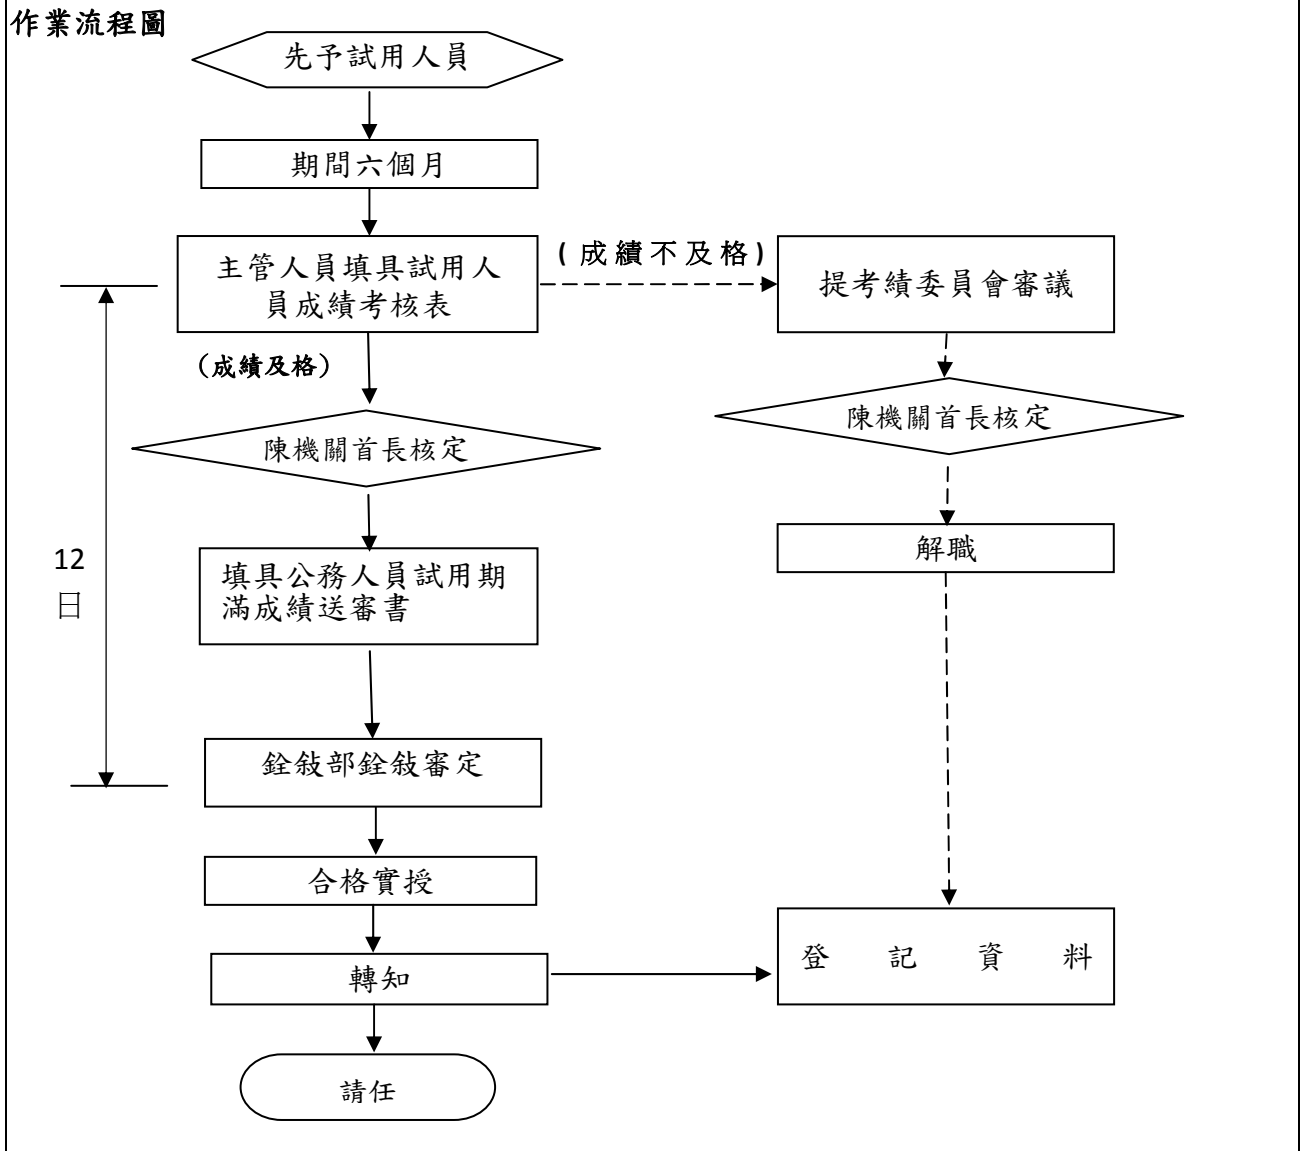 作業流程圖
先予試用人員
期間六個月
主管人員填具試用人
員成績考核表
(成績不及格)
提考績委員會審議
(成績及格)
陳機關首長核定
陳機關首長核定
12
日
填具公務人員試用期
滿成績送審書
解職
銓敍部銓敍審定
合格實授
轉知
登記資料
請任